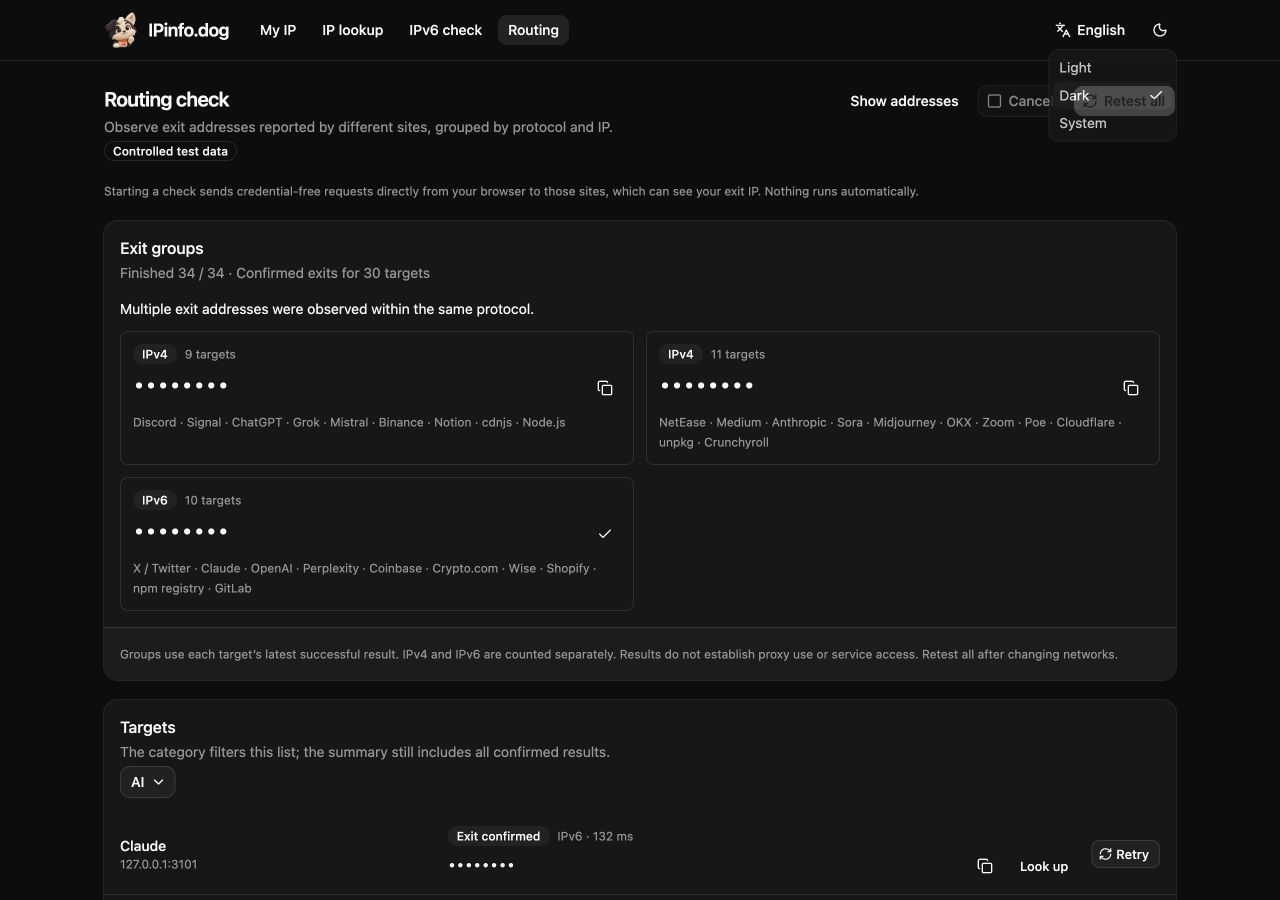 IPinfo.dog
My IP
IP lookup
IPv6 check
Routing
English
Light
Dark
System
Routing check
Show addresses
Cance
Retest all
Observe exit addresses reported by different sites, grouped by protocol and IP.
Controlled test data
Starting a check sends credential-free requests directly from your browser to those sites, which can see your exit IP. Nothing runs automatically.
Exit groups
Finished 34 / 34 · Confirmed exits for 30 targets
Multiple exit addresses were observed within the same protocol.
IPv4 9 targets
••••••••
Discord · Signal · ChatGPT · Grok · Mistral · Binance · Notion · cdnjs · Node.js
IPv4 11 targets
••••••••
NetEase · Medium · Anthropic · Sora · Midjourney · OKX · Zoom · Poe · Cloudflare ·
unpkg · Crunchyroll
IPv6 10 targets
••••••••
X / Twitter · Claude · OpenAI · Perplexity · Coinbase · Crypto.com · Wise · Shopify ·
npm registry · GitLab
Groups use each target’s latest successful result. IPv4 and IPv6 are counted separately. Results do not establish proxy use or service access. Retest all after changing networks.
Targets
The category filters this list; the summary still includes all confirmed results.
AI
Claude
127.0.0.1:3101
Exit confirmed IPv6 · 132 ms
••••••••
Look up
Retry